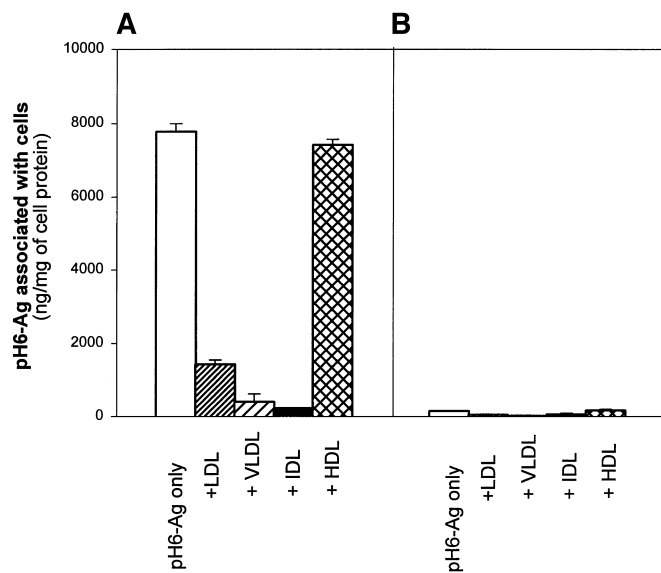 A
B
pH6-Ag associated with cells
(ng/mg of cell protein)
10000
8000
6000
4000
2000
0
pH6-Ag only
+LDL
+ VLDL
+ IDL
+ HDL
pH6-Ag only
+LDL
+ VLDL
+ IDL
+ HDL